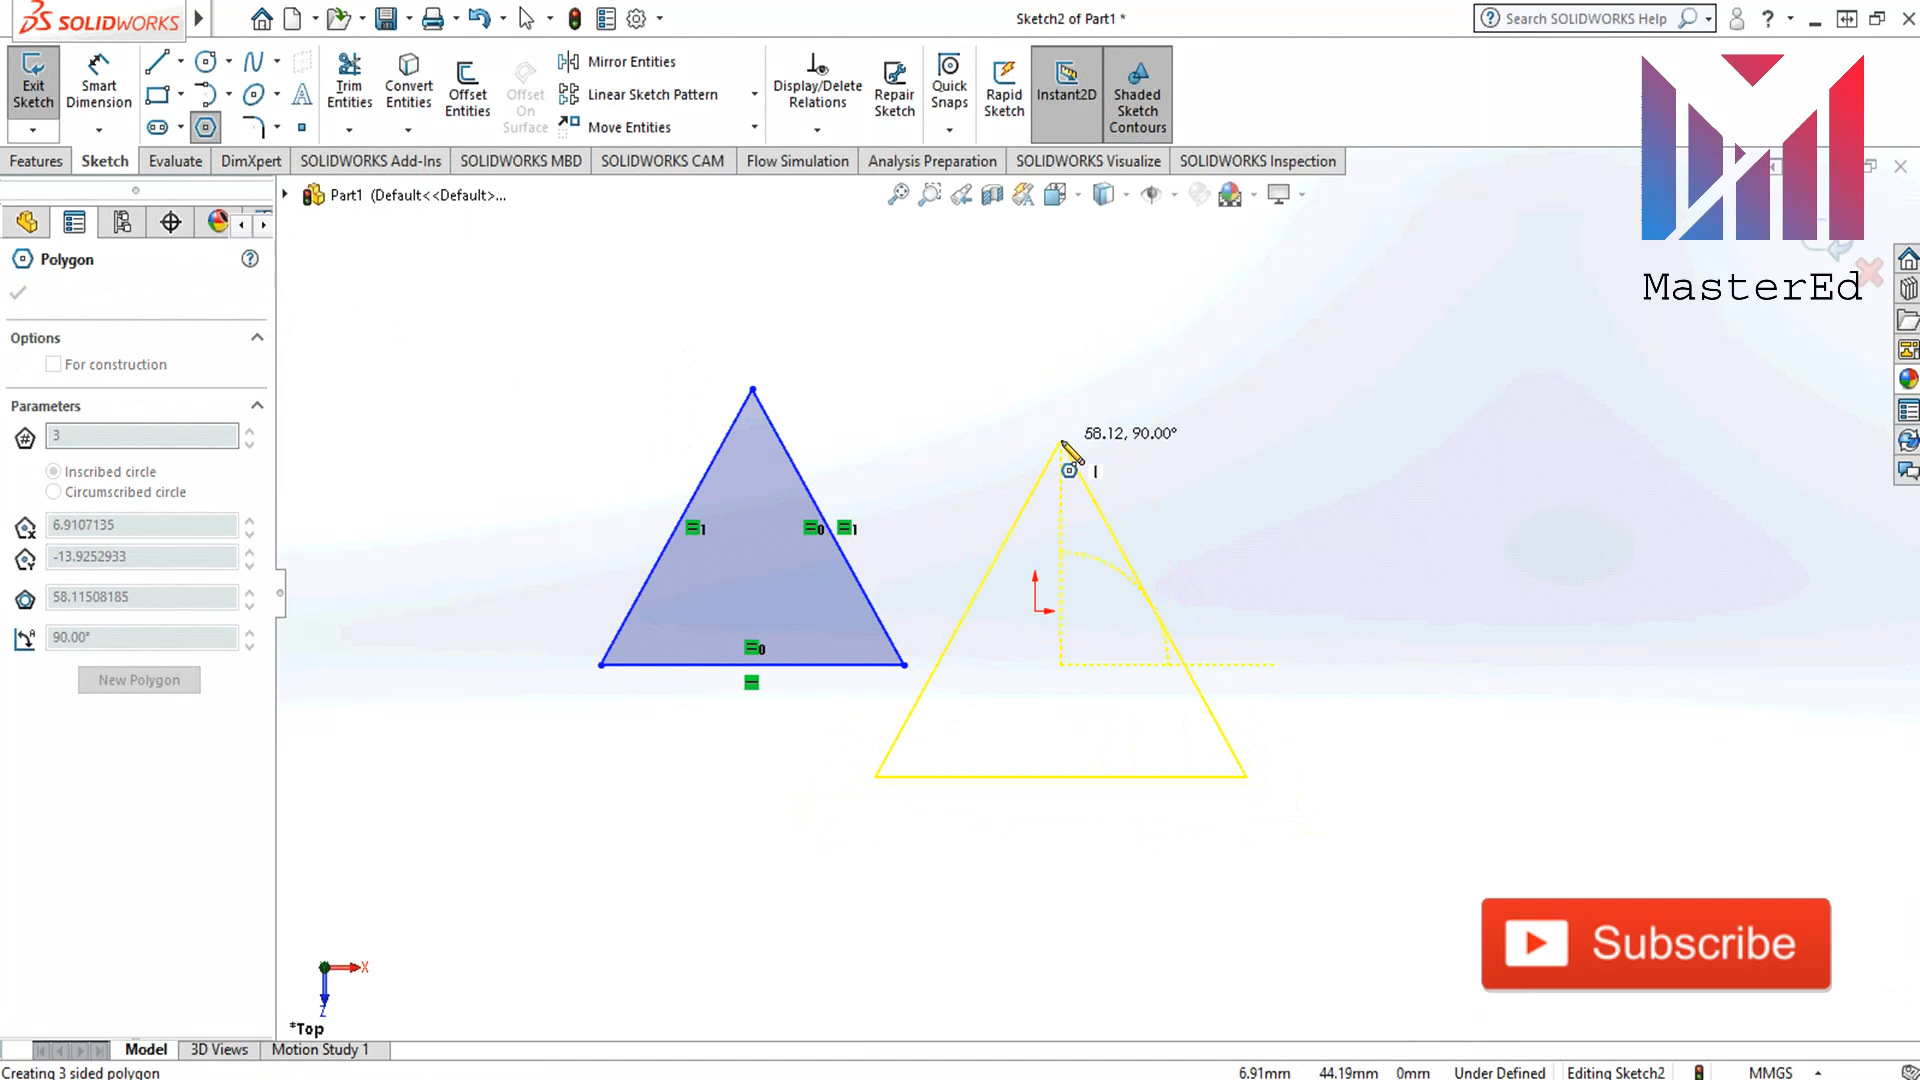 SOLIDWORKS
Sketch2 of Part1 *
Search SOLIDWORKS Help
Exit Sketch
Smart Dimension
Trim Entities
Convert Entities
Offset Entities
Offset On Surface
Mirror Entities
Linear Sketch Pattern
Move Entities
Display/Delete Relations
Repair Sketch
Quick Snaps
Rapid Sketch
Instant2D
Shaded Sketch Contours
Features Sketch Evaluate DimXpert SOLIDWORKS Add-Ins SOLIDWORKS MBD SOLIDWORKS CAM Flow Simulation Analysis Preparation SOLIDWORKS Visualize SOLIDWORKS Inspection
MasterEd
Part1 (Default<<Default>...
Polygon
Options
For construction
Parameters
3
Inscribed circle
Circumscribed circle
6.9107135
-13.9252933
58.11508185
90.00°
New Polygon
58.12, 90.00°
1
0
1
0
Subscribe
X
Z
*Top
Model 3D Views Motion Study 1
Creating 3 sided polygon
6.91mm 44.19mm 0mm Under Defined Editing Sketch2 MMGS